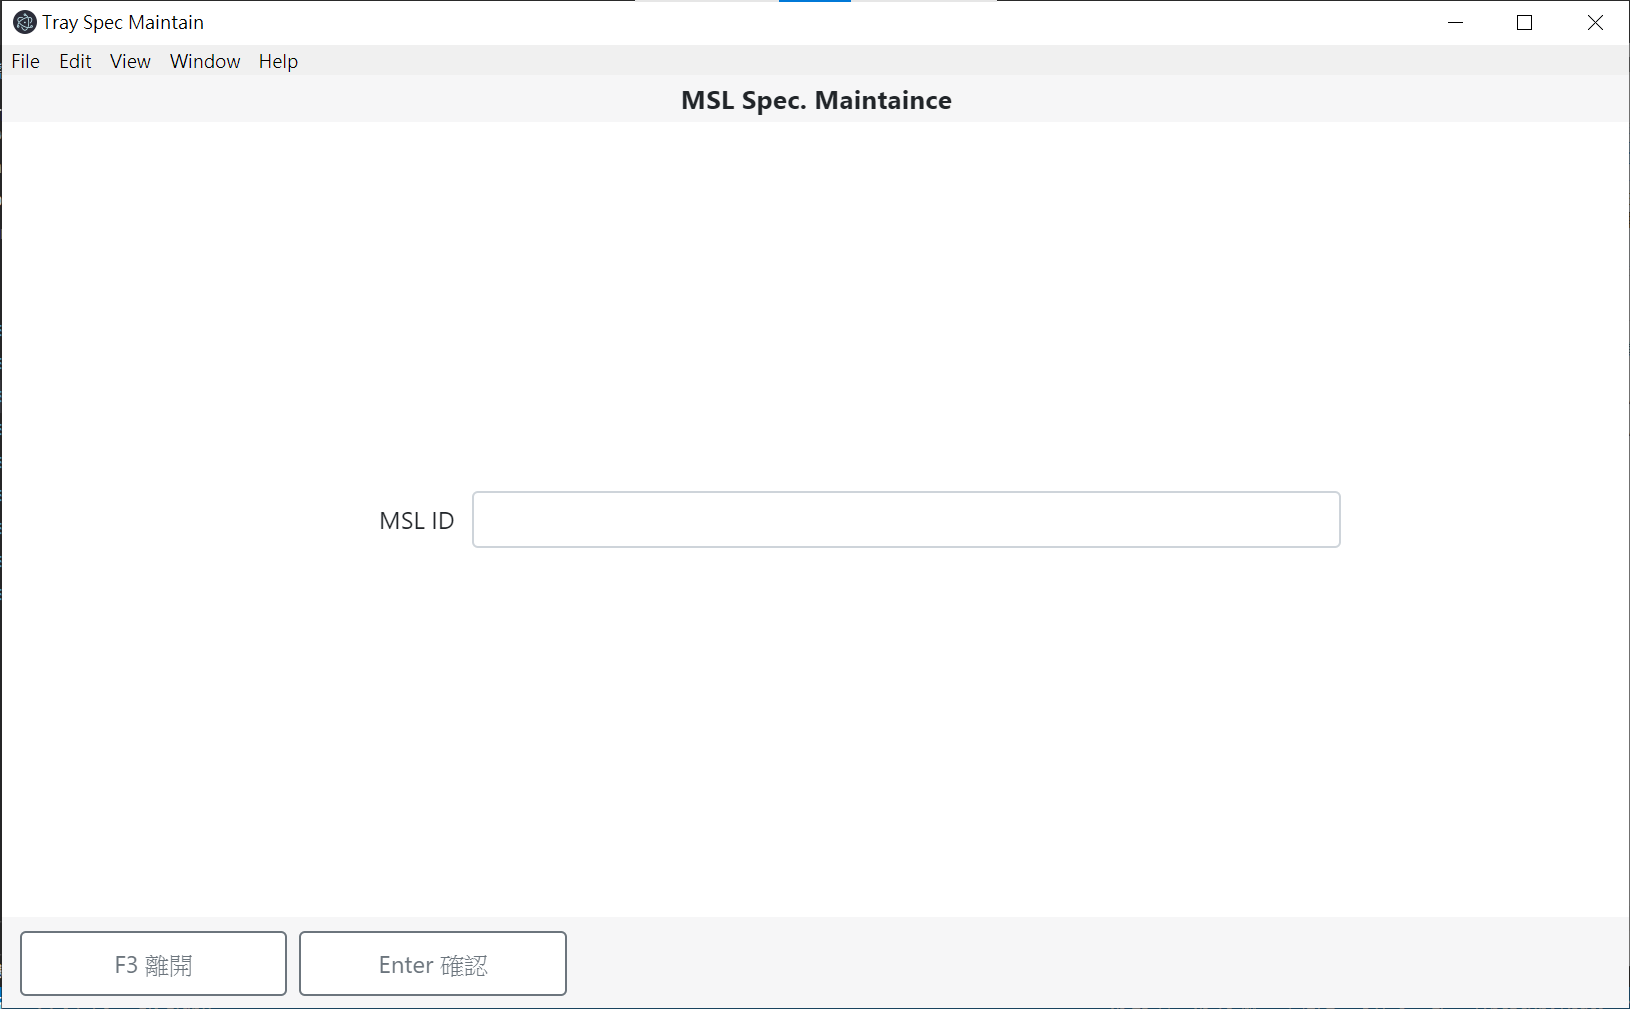 Tray Spec Maintain
File Edit View Window Help
MSL Spec. Maintaince
MSL ID
F3 離開
Enter 確認